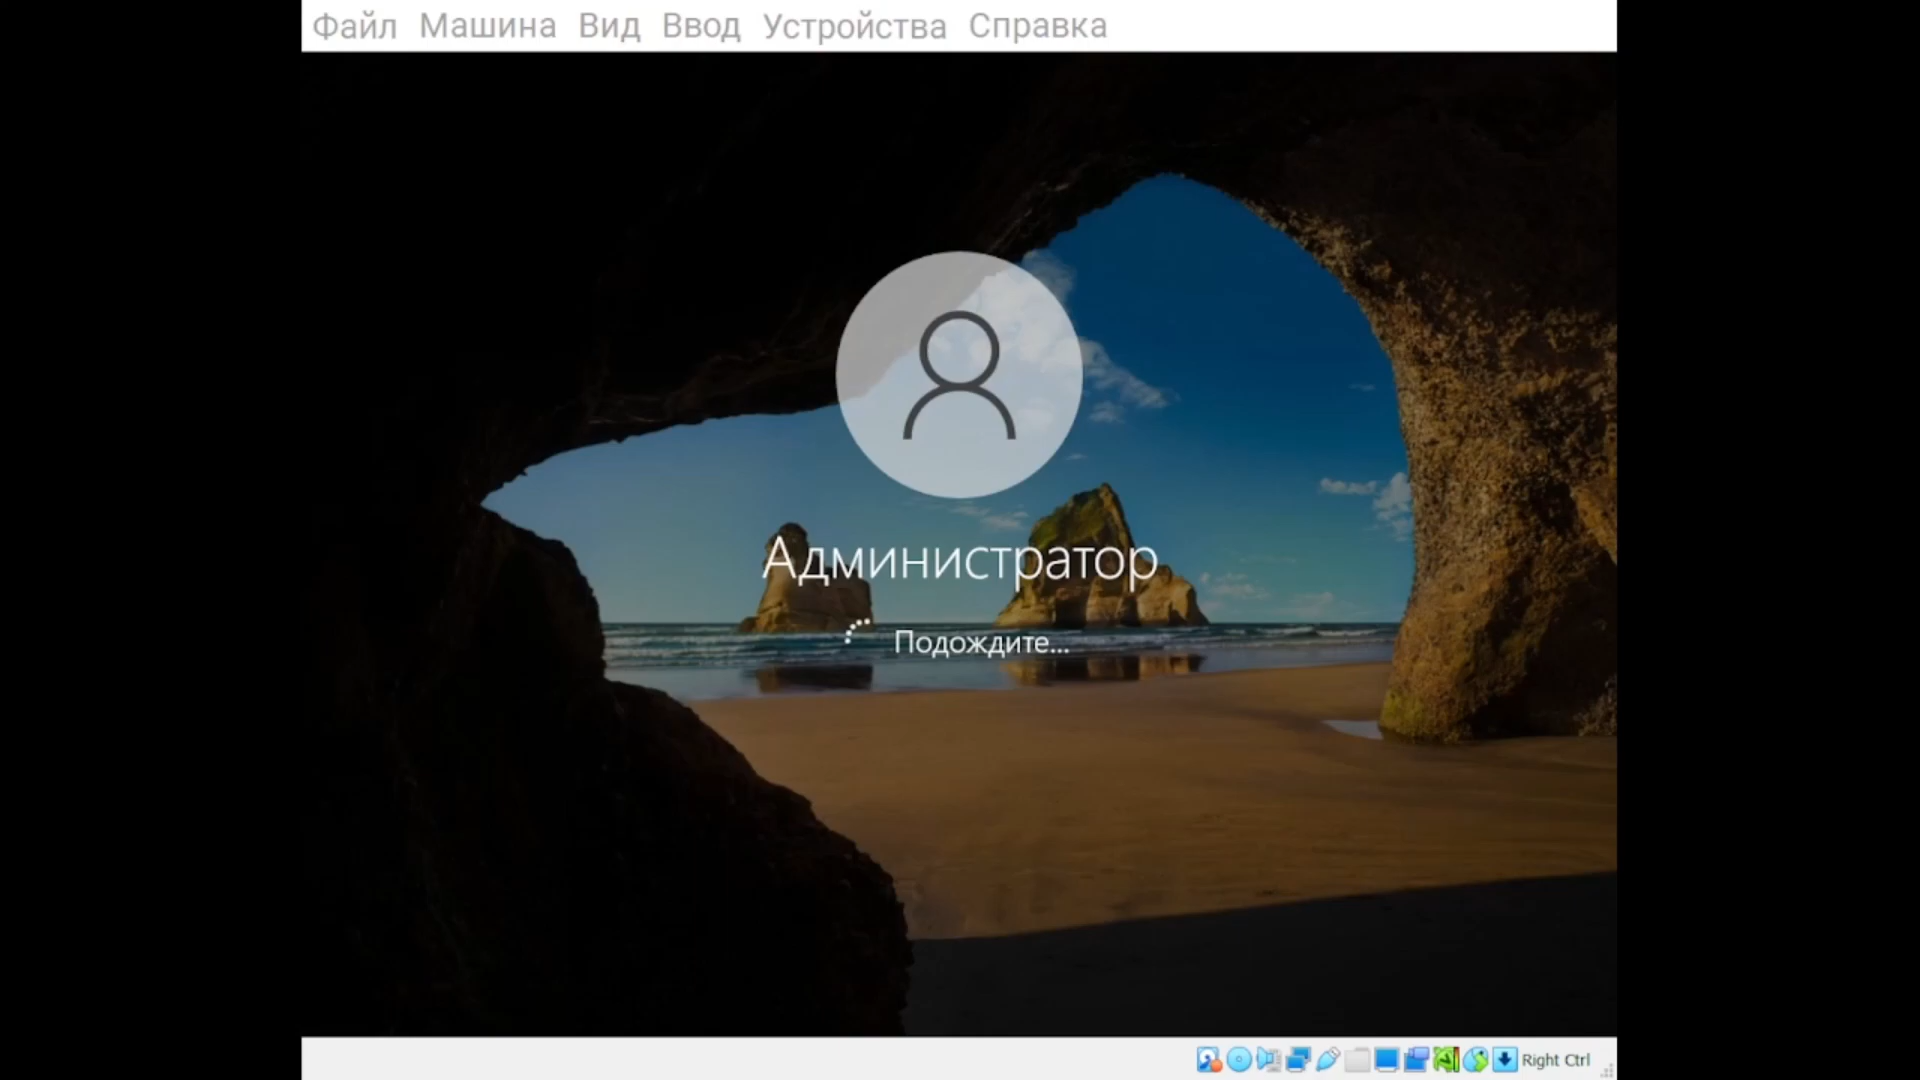 Файл Машина Вид Ввод Устройства Справка
Администратор
Подождите...
Right Ctrl